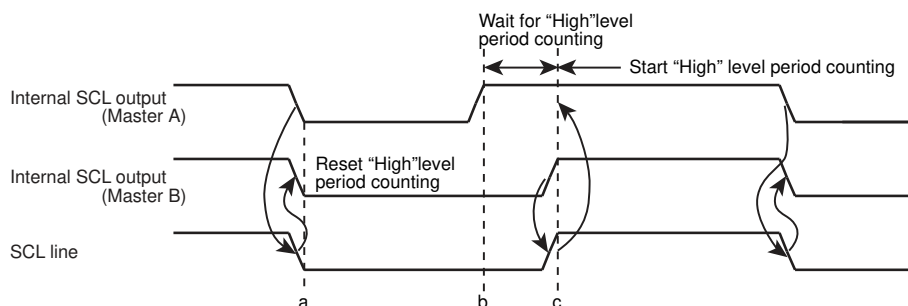 Wait for “High”level
period counting
Start “High” level period counting
Internal SCL output
(Master A)
Internal SCL output
(Master B)
Reset “High”level
period counting
SCL line
a
b
c